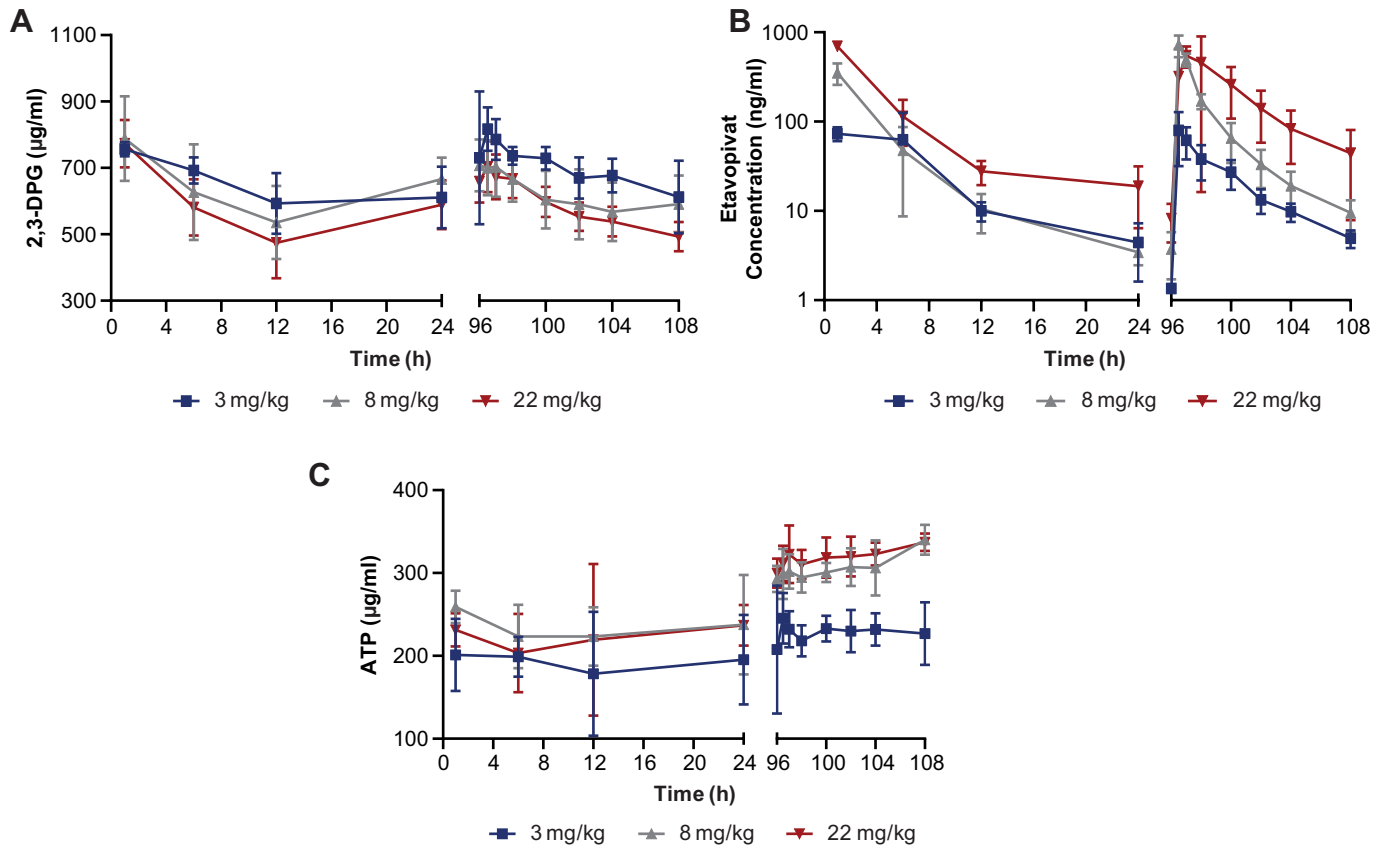 A
B
1100
900
700
500
300
2,3-DPG (µg/ml)
0 4 8 12 16 20 24 96 100 104 108
Time (h)
3 mg/kg 8 mg/kg 22 mg/kg
1000
100
10
1
Etavopivat
Concentration (ng/ml)
0 4 8 12 16 20 24 96 100 104 108
Time (h)
3 mg/kg 8 mg/kg 22 mg/kg
C
400
300
200
100
ATP (µg/ml)
0 4 8 12 16 20 24 96 100 104 108
Time (h)
3 mg/kg 8 mg/kg 22 mg/kg